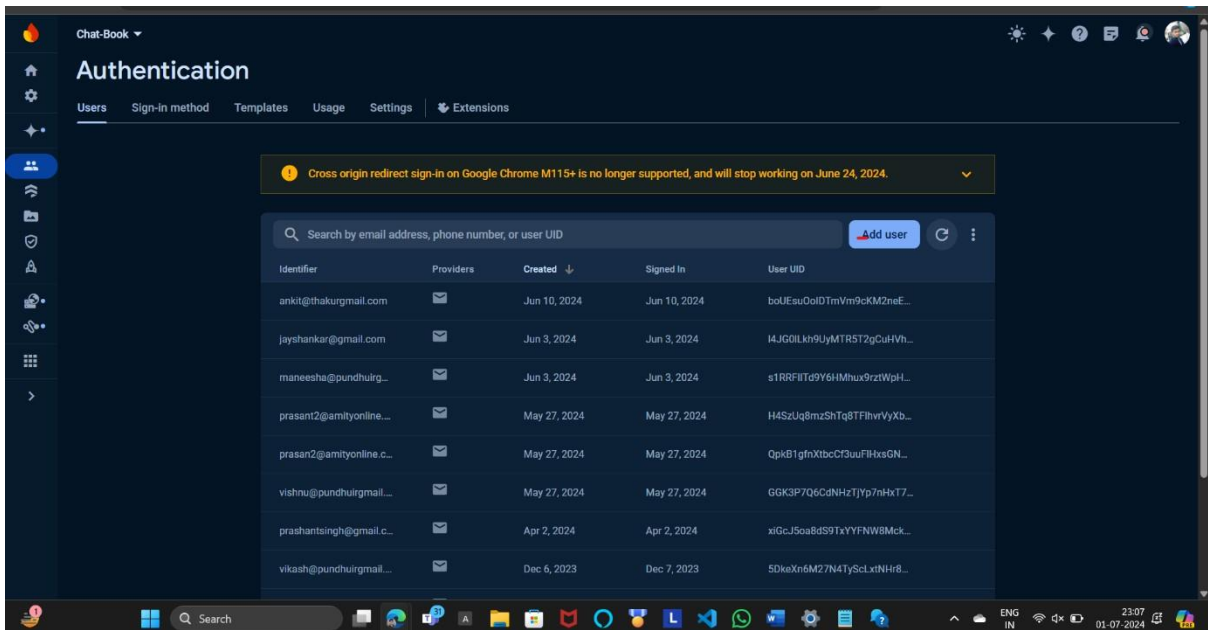 Chat-Book
Authentication
Users Sign-in method Templates Usage Settings Extensions
Cross origin redirect sign-in on Google Chrome M115+ is no longer supported, and will stop working on June 24, 2024.
Search by email address, phone number, or user UID Add user
Identifier Providers Created Signed In User UID
ankit@thakurgmail.com Jun 10, 2024 Jun 10, 2024
jayshankar@gmail.com Jun 3, 2024 Jun 3, 2024
maneesha@pundhuirg... Jun 3, 2024 Jun 3, 2024
prasant2@amityonline.... May 27, 2024 May 27, 2024
prasan2@amityonline.c... May 27, 2024 May 27, 2024
vishnu@pundhuirgmail.... May 27, 2024 May 27, 2024 GGK3P7Q6CdNHzTjYp7nHxT7...
prashantsingh@gmail.c... Apr 2, 2024 Apr 2, 2024 xiGcJ5oa8dS9TxYYFNW8Mck...
vikash@pundhuirgmail.... Dec 6, 2023 Dec 7, 2023 5DkeXn6M27N4TyScLxtNHr8...
1 Search 31 A L ENG 23:07
IN 01-07-2024